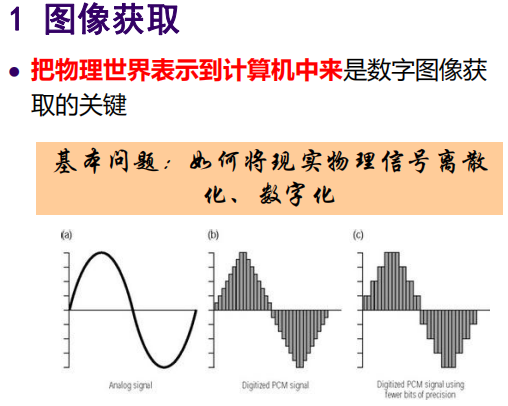 1 图像获取
• 把物理世界表示到计算机中来是数字图像获
取的关键
基本问题：如何将现实物理信号离散
化、数字化
(a) (b) (c)
Analog signal
Digitized PCM signal
Digitized PCM signal using
fewer bits of precision